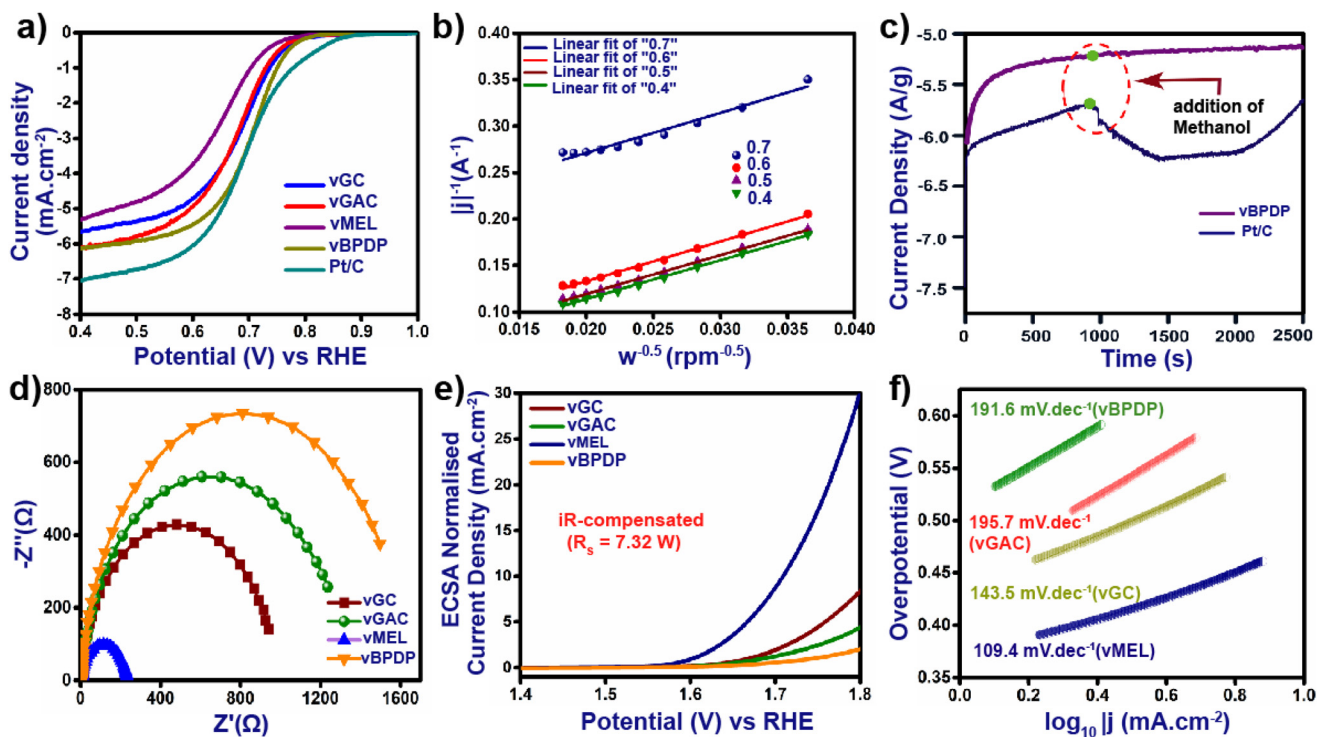 a)
0
-1
-2
-3
-4
-5
-6
-7
-8
0.4
0.5
0.6
0.7
0.8
0.9
1.0
Current density
(mA.cm-2)
Potential (V) vs RHE
vGC
vGAC
vMEL
vBPDP
Pt/C
b)
Linear fit of "0.7"
Linear fit of "0.6"
Linear fit of "0.5"
Linear fit of "0.4"
0.35
0.30
0.25
0.20
0.15
0.10
0.7
0.6
0.5
0.4
0.015
0.020
0.025
0.030
0.035
0.040
|j|-1(A-1)
w-0.5 (rpm-0.5)
c)
-5.0
-5.5
-6.0
-6.5
-7.0
-7.5
0
500
1000
1500
2000
2500
Current Density (A/g)
Time (s)
addition of
Methanol
vBPDP
Pt/C
d)
800
600
400
200
0
0
400
800
1200
1600
-Z''(Ω)
Z'(Ω)
vGC
vGAC
vMEL
vBPDP
e)
30
25
20
15
10
5
0
1.4
1.5
1.6
1.7
1.8
ECSA Normalised
Current Density (mA.cm-2)
Potential (V) vs RHE
vGC
vGAC
vMEL
vBPDP
iR-compensated
(Rs = 7.32 W)
f)
0.60
0.55
0.50
0.45
0.40
0.35
0.0
0.2
0.4
0.6
0.8
1.0
Overpotential (V)
log10 |j (mA.cm-2)
191.6 mV.dec-1(vBPDP)
195.7 mV.dec-1
(vGAC)
143.5 mV.dec-1(vGC)
109.4 mV.dec-1(vMEL)